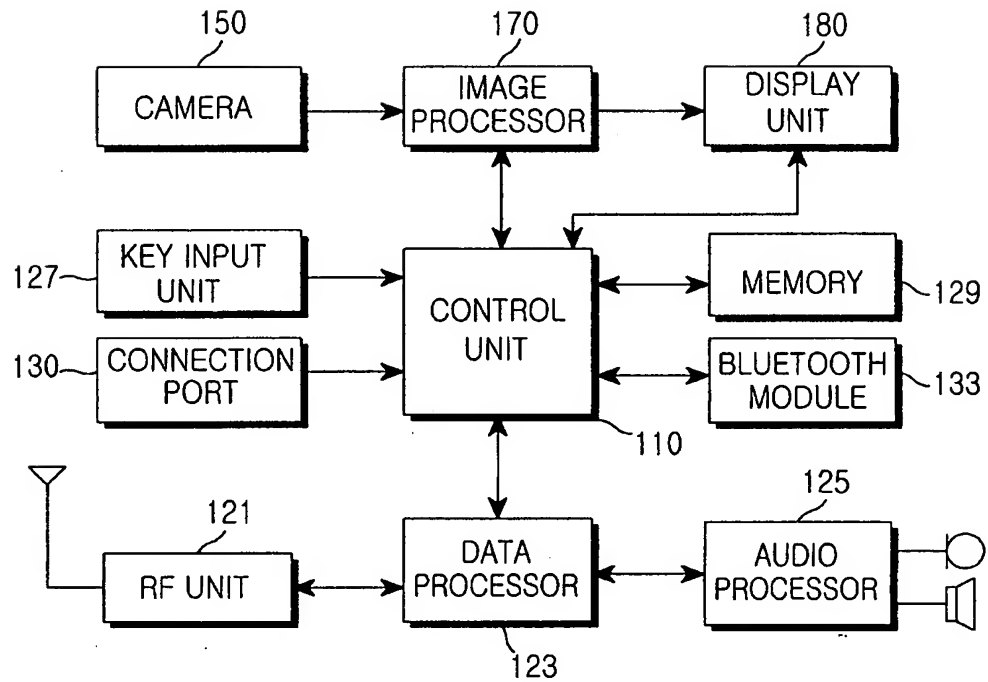 150
170
180
CAMERA
IMAGE
PROCESSOR
DISPLAY
UNIT
127
KEY INPUT
UNIT
CONTROL
UNIT
MEMORY
129
130
CONNECTION
PORT
BLUETOOTH
MODULE
133
110
121
125
RF UNIT
DATA
PROCESSOR
AUDIO
PROCESSOR
123